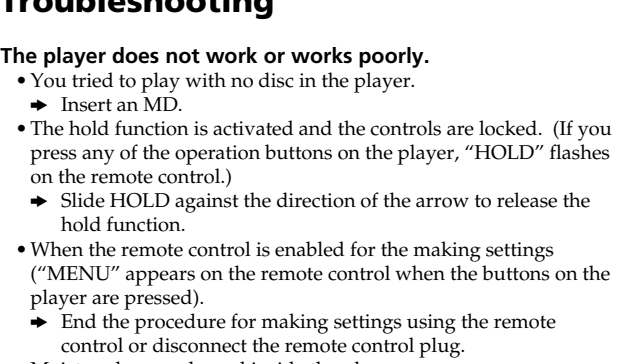 Troubleshooting
The player does not work or works poorly.
• You tried to play with no disc in the player.
➔ Insert an MD.
• The hold function is activated and the controls are locked. (If you
press any of the operation buttons on the player, “HOLD” flashes
on the remote control.)
➔ Slide HOLD against the direction of the arrow to release the
hold function.
• When the remote control is enabled for the making settings
(“MENU” appears on the remote control when the buttons on the
player are pressed).
➔ End the procedure for making settings using the remote
control or disconnect the remote control plug.